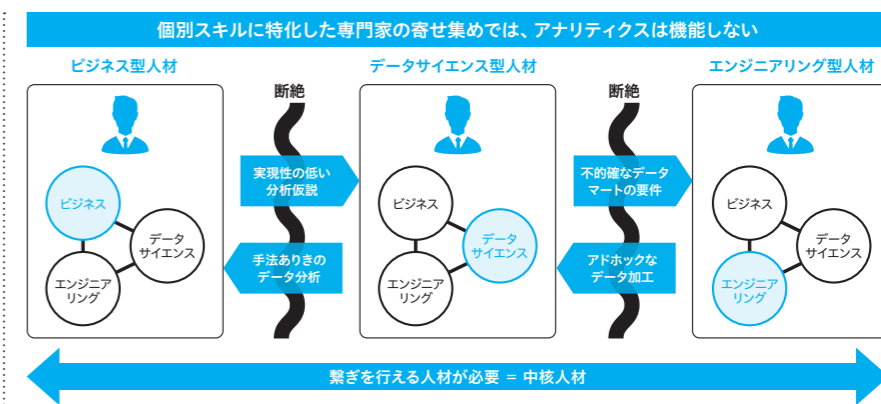 個別スキルに特化した専門家の寄せ集めでは、アナリティクスは機能しない
ビジネス型人材
データサイエンス型人材
エンジニアリング型人材
断絶
断絶
ビジネス
データ
サイエンス
エンジニア
リング
実現性の低い
分析仮説
手法ありきの
データ分析
ビジネス
データ
サイエンス
エンジニア
リング
不的確なデータ
マートの要件
アドホックな
データ加工
ビジネス
データ
サイエンス
エンジニア
リング
繋ぎを行える人材が必要 = 中核人材